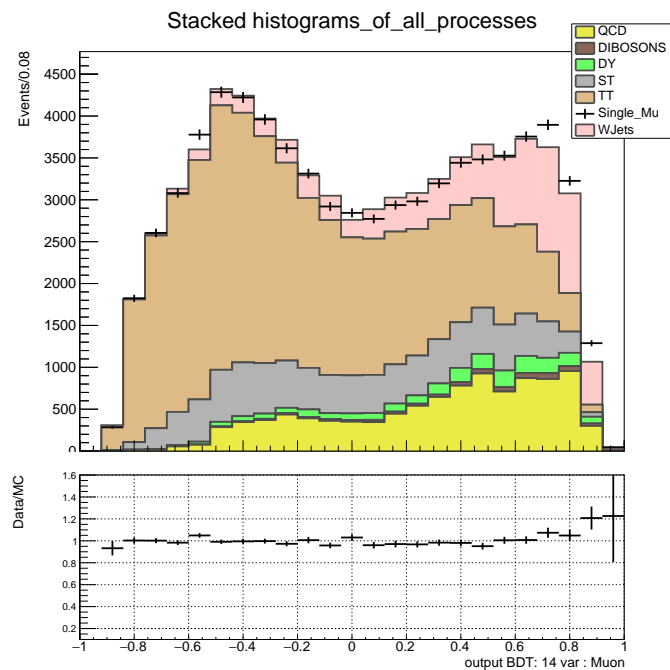 Stacked histograms_of_all_processes
QCD
DIBOSONS
DY
ST
TT
Single_Mu
WJets
Events/0.08
4500
4000
3500
3000
2500
2000
1500
1000
500
0
Data/MC
1.6
1.4
1.2
1
0.8
0.6
0.4
0.2
−1 −0.8 −0.6 −0.4 −0.2 0 0.2 0.4 0.6 0.8 1
output BDT: 14 var : Muon